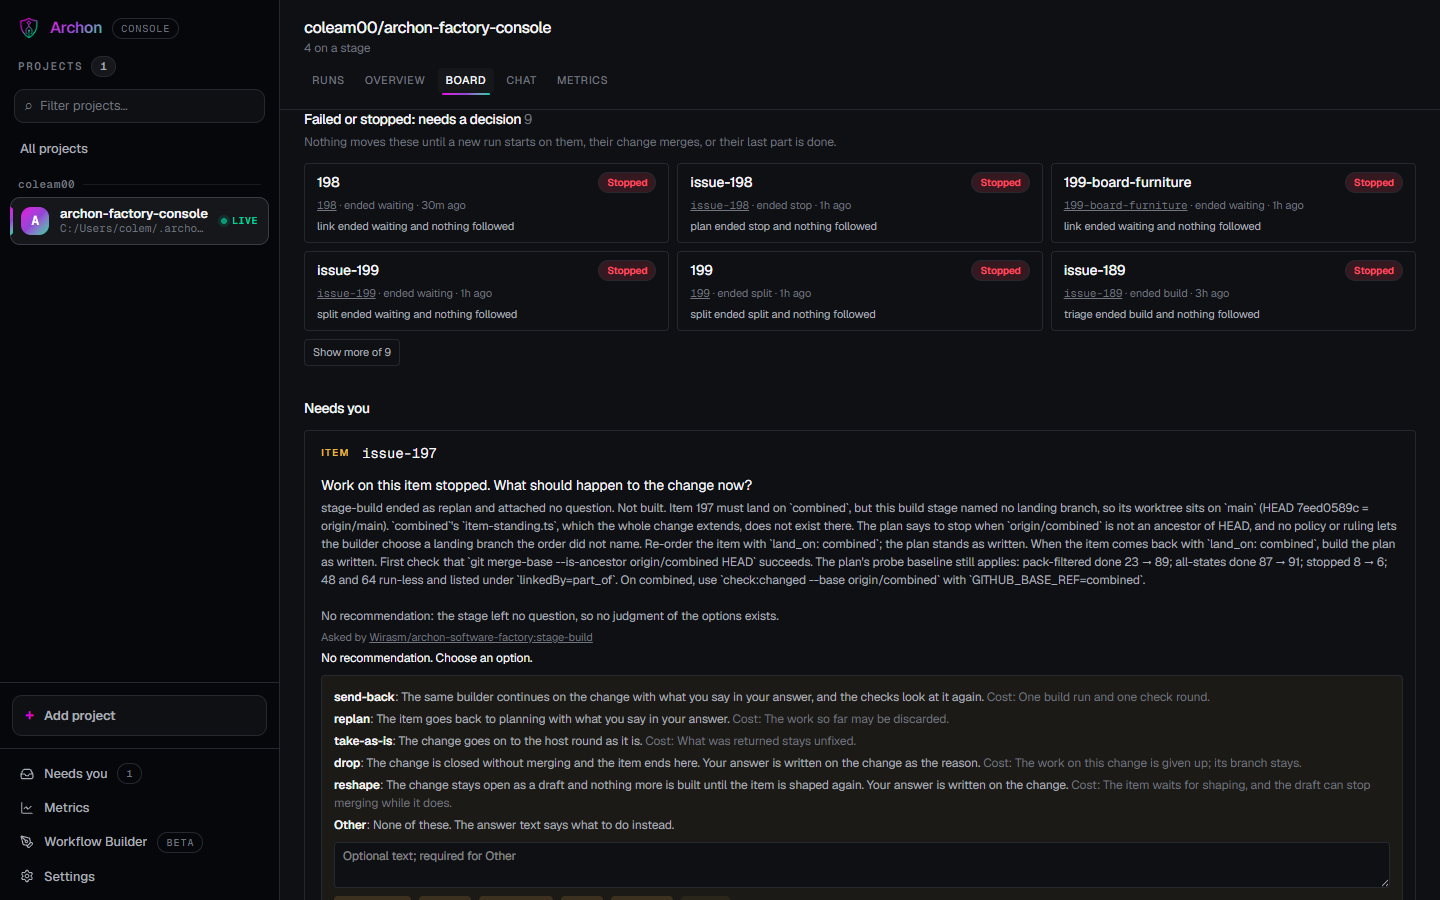 Archon CONSOLE
PROJECTS 1
Filter projects...
All projects
coleam00
A archon-factory-console LIVE
C:/Users/colem/.archo...
+ Add project
Needs you 1
Metrics
Workflow Builder BETA
Settings
coleam00/archon-factory-console
4 on a stage
RUNS OVERVIEW BOARD CHAT METRICS
Failed or stopped: needs a decision 9
Nothing moves these until a new run starts on them, their change merges, or their last part is done.
198 Stopped
198 · ended waiting · 30m ago
link ended waiting and nothing followed
issue-198 Stopped
issue-198 · ended stop · 1h ago
plan ended stop and nothing followed
199-board-furniture Stopped
199-board-furniture · ended waiting · 1h ago
link ended waiting and nothing followed
issue-199 Stopped
issue-199 · ended waiting · 1h ago
split ended waiting and nothing followed
199 Stopped
199 · ended split · 1h ago
split ended split and nothing followed
issue-189 Stopped
issue-189 · ended build · 3h ago
triage ended build and nothing followed
Show more of 9
Needs you
ITEM issue-197
Work on this item stopped. What should happen to the change now?
stage-build ended as replan and attached no question. Not built. Item 197 must land on `combined`, but this build stage named no landing branch, so its worktree sits on `main` (HEAD 7eed0589c =
origin/main). `combined`'s `item-standing.ts`, which the whole change extends, does not exist there. The plan says to stop when `origin/combined` is not an ancestor of HEAD, and no policy or ruling lets
the builder choose a landing branch the order did not name. Re-order the item with `land_on: combined`; the plan stands as written. When the item comes back with `land_on: combined`, build the plan
as written. First check that `git merge-base --is-ancestor origin/combined HEAD` succeeds. The plan's probe baseline still applies: pack-filtered done 23 → 89; all-states done 87 → 91; stopped 8 → 6;
48 and 64 run-less and listed under `linkedBy=part_of`. On combined, use `check:changed --base origin/combined` with `GITHUB_BASE_REF=combined`.
No recommendation: the stage left no question, so no judgment of the options exists.
Asked by Wirasm/archon-software-factory:stage-build
No recommendation. Choose an option.
send-back: The same builder continues on the change with what you say in your answer, and the checks look at it again. Cost: One build run and one check round.
replan: The item goes back to planning with what you say in your answer. Cost: The work so far may be discarded.
take-as-is: The change goes on to the host round as it is. Cost: What was returned stays unfixed.
drop: The change is closed without merging and the item ends here. Your answer is written on the change as the reason. Cost: The work on this change is given up; its branch stays.
reshape: The change stays open as a draft and nothing more is built until the item is shaped again. Your answer is written on the change. Cost: The item waits for shaping, and the draft can stop
merging while it does.
Other: None of these. The answer text says what to do instead.
Optional text; required for Other